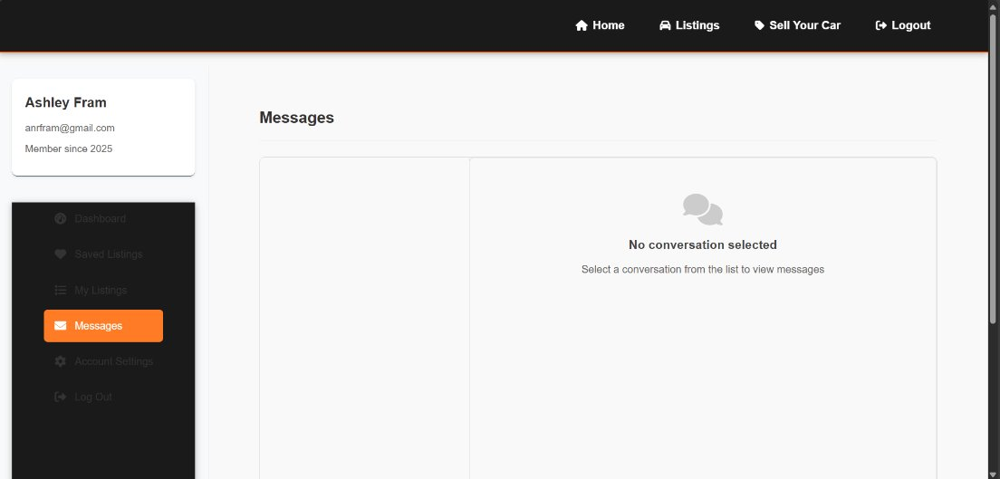 Home Listings Sell Your Car Logout
Ashley Fram
anrfram@gmail.com
Member since 2025
Dashboard
Saved Listings
My Listings
Messages
Account Settings
Log Out
Messages
No conversation selected
Select a conversation from the list to view messages